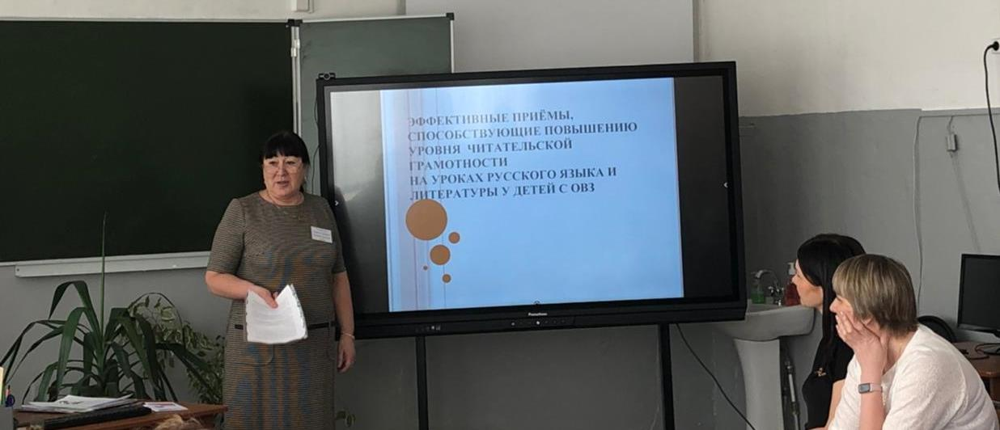 ЭФФЕКТИВНЫЕ ПРИЁМЫ,
СПОСОБСТВУЮЩИЕ ПОВЫШЕНИЮ
УРОВНЯ ЧИТАТЕЛЬСКОЙ
ГРАМОТНОСТИ
НА УРОКАХ РУССКОГО ЯЗЫКА И
ЛИТЕРАТУРЫ У ДЕТЕЙ С ОВЗ